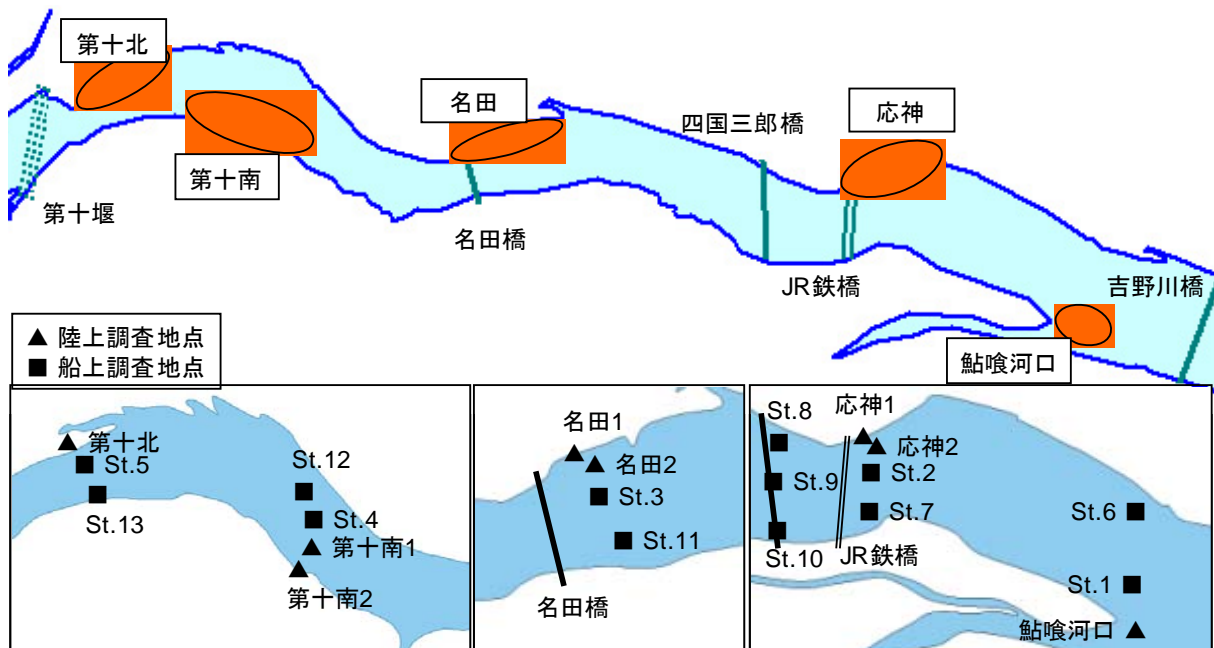 第十北
第十南
第十堰
名田
名田橋
四国三郎橋
応神
JR鉄橋
吉野川橋
鮎喰河口
▲ 陸上調査地点
■ 船上調査地点
第十北
St.5
St.13
St.12
St.4
第十南1
第十南2
名田1
名田2
St.3
St.11
名田橋
St.8
St.9
St.10
応神1
応神2
St.2
St.7
JR鉄橋
St.6
St.1
鮎喰河口